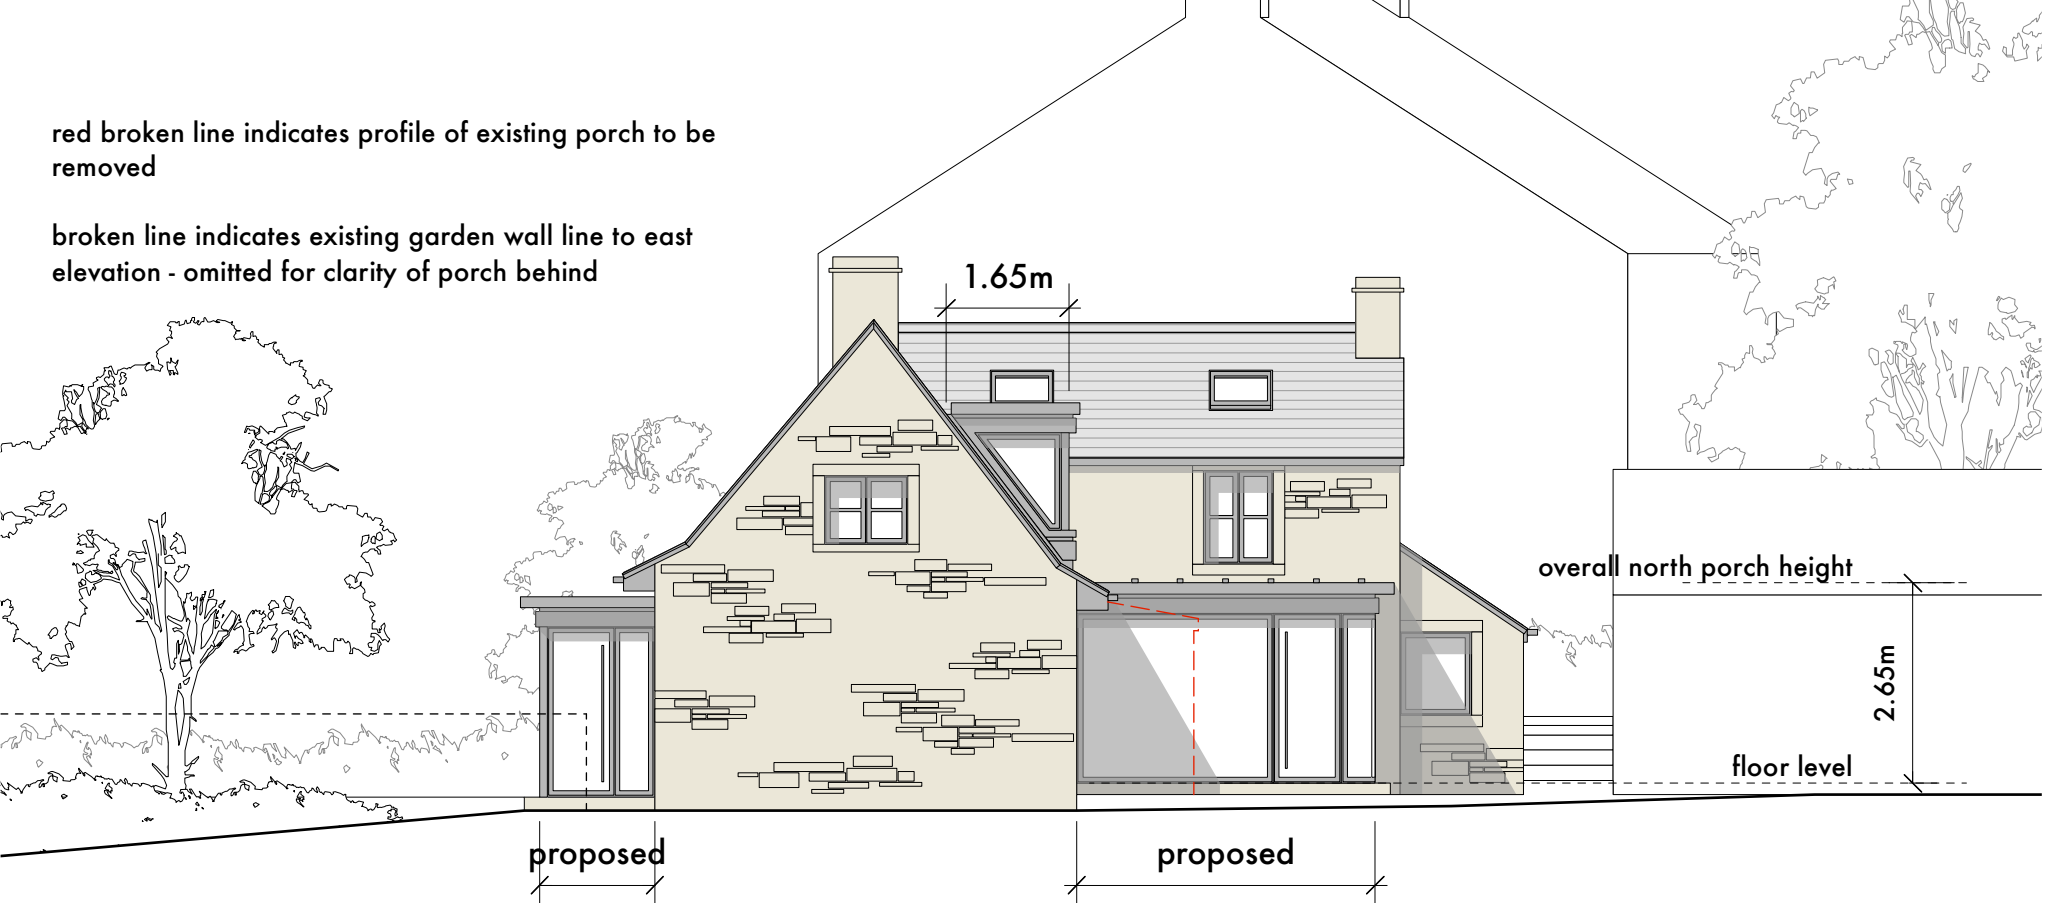 red broken line indicates profile of existing porch to be
removed
broken line indicates existing garden wall line to east
elevation - omitted for clarity of porch behind
1.65m
overall north porch height
2.65m
floor level
proposed
proposed